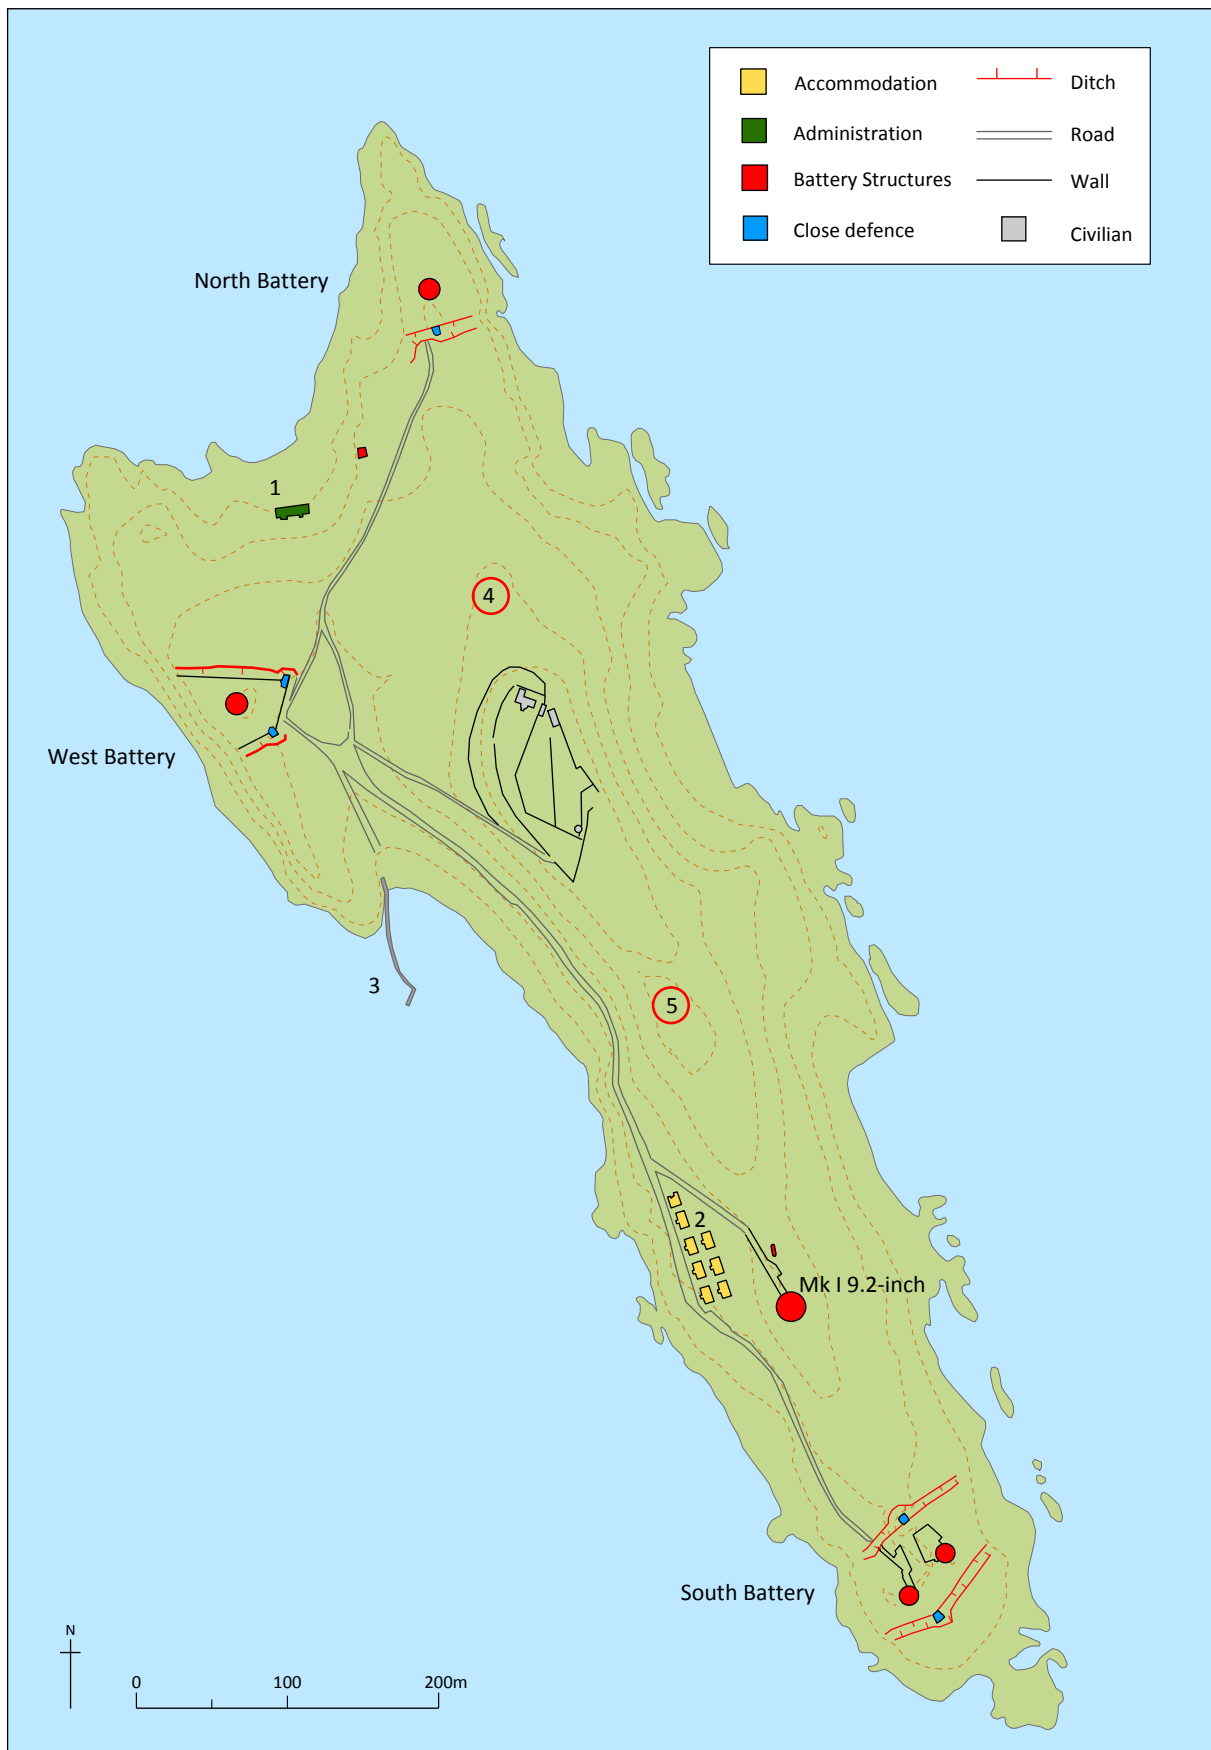 Accommodation
Ditch
Administration
Road
Battery Structures
Wall
Close defence
Civilian
North Battery
1
4
West Battery
3
5
2
Mk I 9.2-inch
South Battery
N
0 100 200m